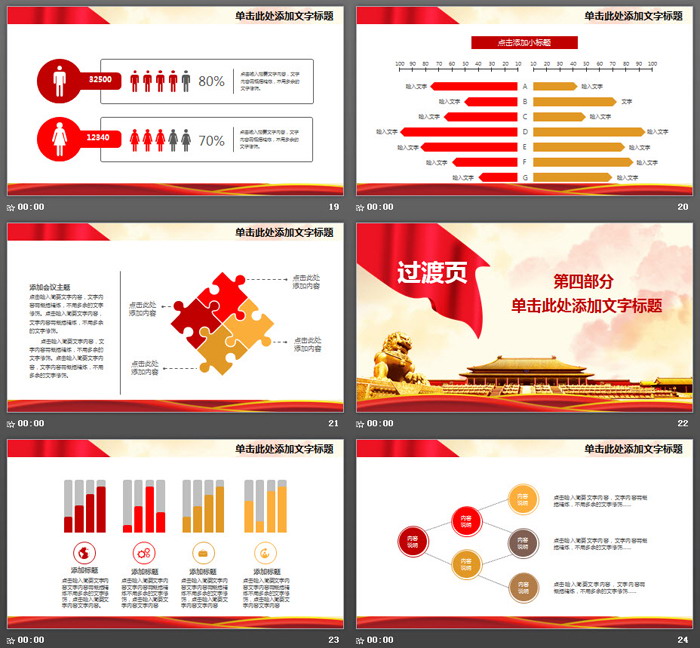 单击此处添加文字标题
32500
80%
点击输入简要文字内容，文字
内容需概括精炼，不用多余的
文字修饰。
12840
70%
点击输入简要文字内容，文字
内容需概括精炼，不用多余的
文字修饰。
00:00
19
单击此处添加文字标题
点击添加小标题
100 90 80 70 60 50 40 30 20 10
10 20 30 40 50 60 70 80 90 100
输入文字 A 输入文字
输入文字 B 文字
输入文字 C 输入文字
输入文字 D 输入文字
输入文字 E 输入文字
输入文字 F 输入文字
输入文字 G 输入文字
00:00
20
单击此处添加文字标题
添加会议主题
点击输入简要文字内容，文字内
容需概括精炼，不用多余的文字
修饰。点击输入简要文字内容，
文字内容需概括精炼，不用多余
的文字修饰。
点击输入简要文字内容，文
字内容需概括精炼，不用多余的
文字修饰。点击输入简要文字内
容，文字内容需概括精炼，不用
多余的文字修饰。
点击此处
添加内容
点击此处
添加内容
点击此处
添加内容
点击此处
添加内容
00:00
21
过渡页
第四部分
单击此处添加文字标题
00:00
22
单击此处添加文字标题
添加标题
点击输入简要文字内
容文字内容需概括精
炼不用多余的文字修
饰，点击输入简要文
字内容文字内容。
添加标题
点击输入简要文字内
容文字内容需概括精
炼不用多余的文字修
饰，点击输入简要文
字内容文字内容。
添加标题
点击输入简要文字内
容文字内容需概括精
炼不用多余的文字修
饰，点击输入简要文
字内容文字内容。
添加标题
点击输入简要文字内
容文字内容需概括精
炼不用多余的文字修
饰，点击输入简要文
字内容文字内容。
00:00
23
单击此处添加文字标题
内容
说明
内容
说明
内容
说明
内容
说明
内容
说明
内容
说明
点击输入简要文字内容，文字内容需概
括精炼，不用多余的文字修饰……
点击输入简要文字内容，文字内容需概
括精炼，不用多余的文字修饰……
点击输入简要文字内容，文字内容需概
括精炼，不用多余的文字修饰……
00:00
24